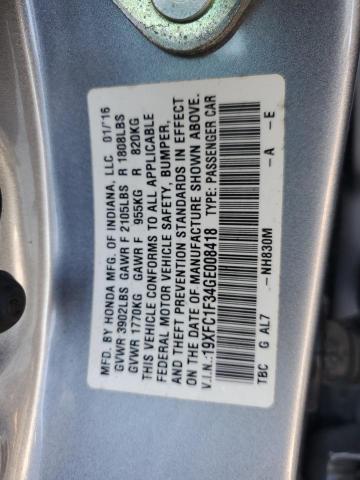 MFD. BY HONDA MFG. OF INDIANA, LLC 01/'16
GVWR 3902LBS GAWR F 2105LBS R 1808LBS
GVWR 1770KG GAWR F 955KG R 820KG
THIS VEHICLE CONFORMS TO ALL APPLICABLE
FEDERAL MOTOR VEHICLE SAFETY, BUMPER,
AND THEFT PREVENTION STANDARDS IN EFFECT
ON THE DATE OF MANUFACTURE SHOWN ABOVE.
V.I.N.:19XFC1F34GE008418 TYPE: PASSENGER CAR
-NH830M -A -E
TBC G AL7